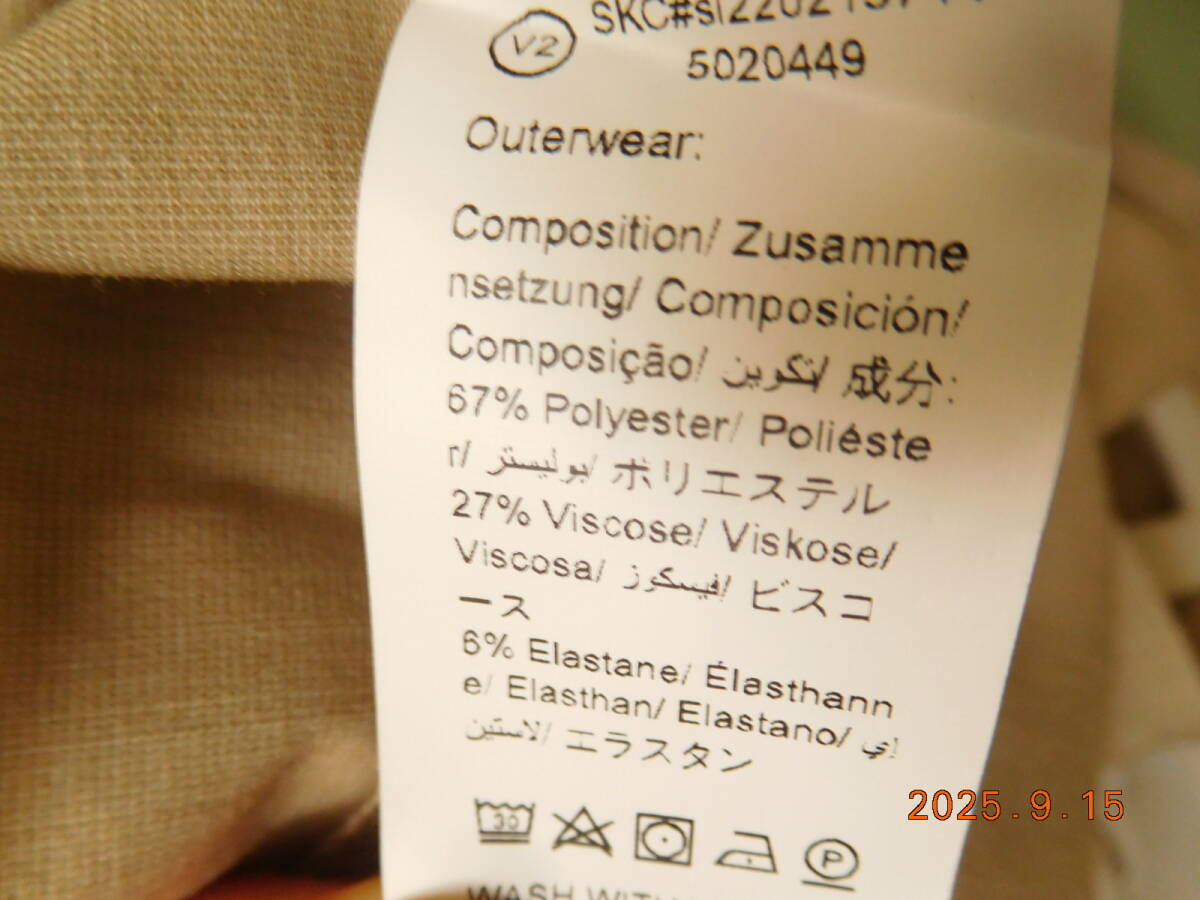 V2
5020449
Outerwear:
Composition/ Zusamme
nsetzung/ Composición/
Composição/ تكوين/ 成分:
67% Polyester/ Poliéste
r/ بوليستر/ ポリエステル
27% Viscose/ Viskose/
Viscosa/ فيسكوز/ ビスコ
ース
6% Elastane/ Élasthann
e/ Elasthan/ Elastano/ إي
لاستين/ エラスタン
30
P
WASH WITH
2025.9.15